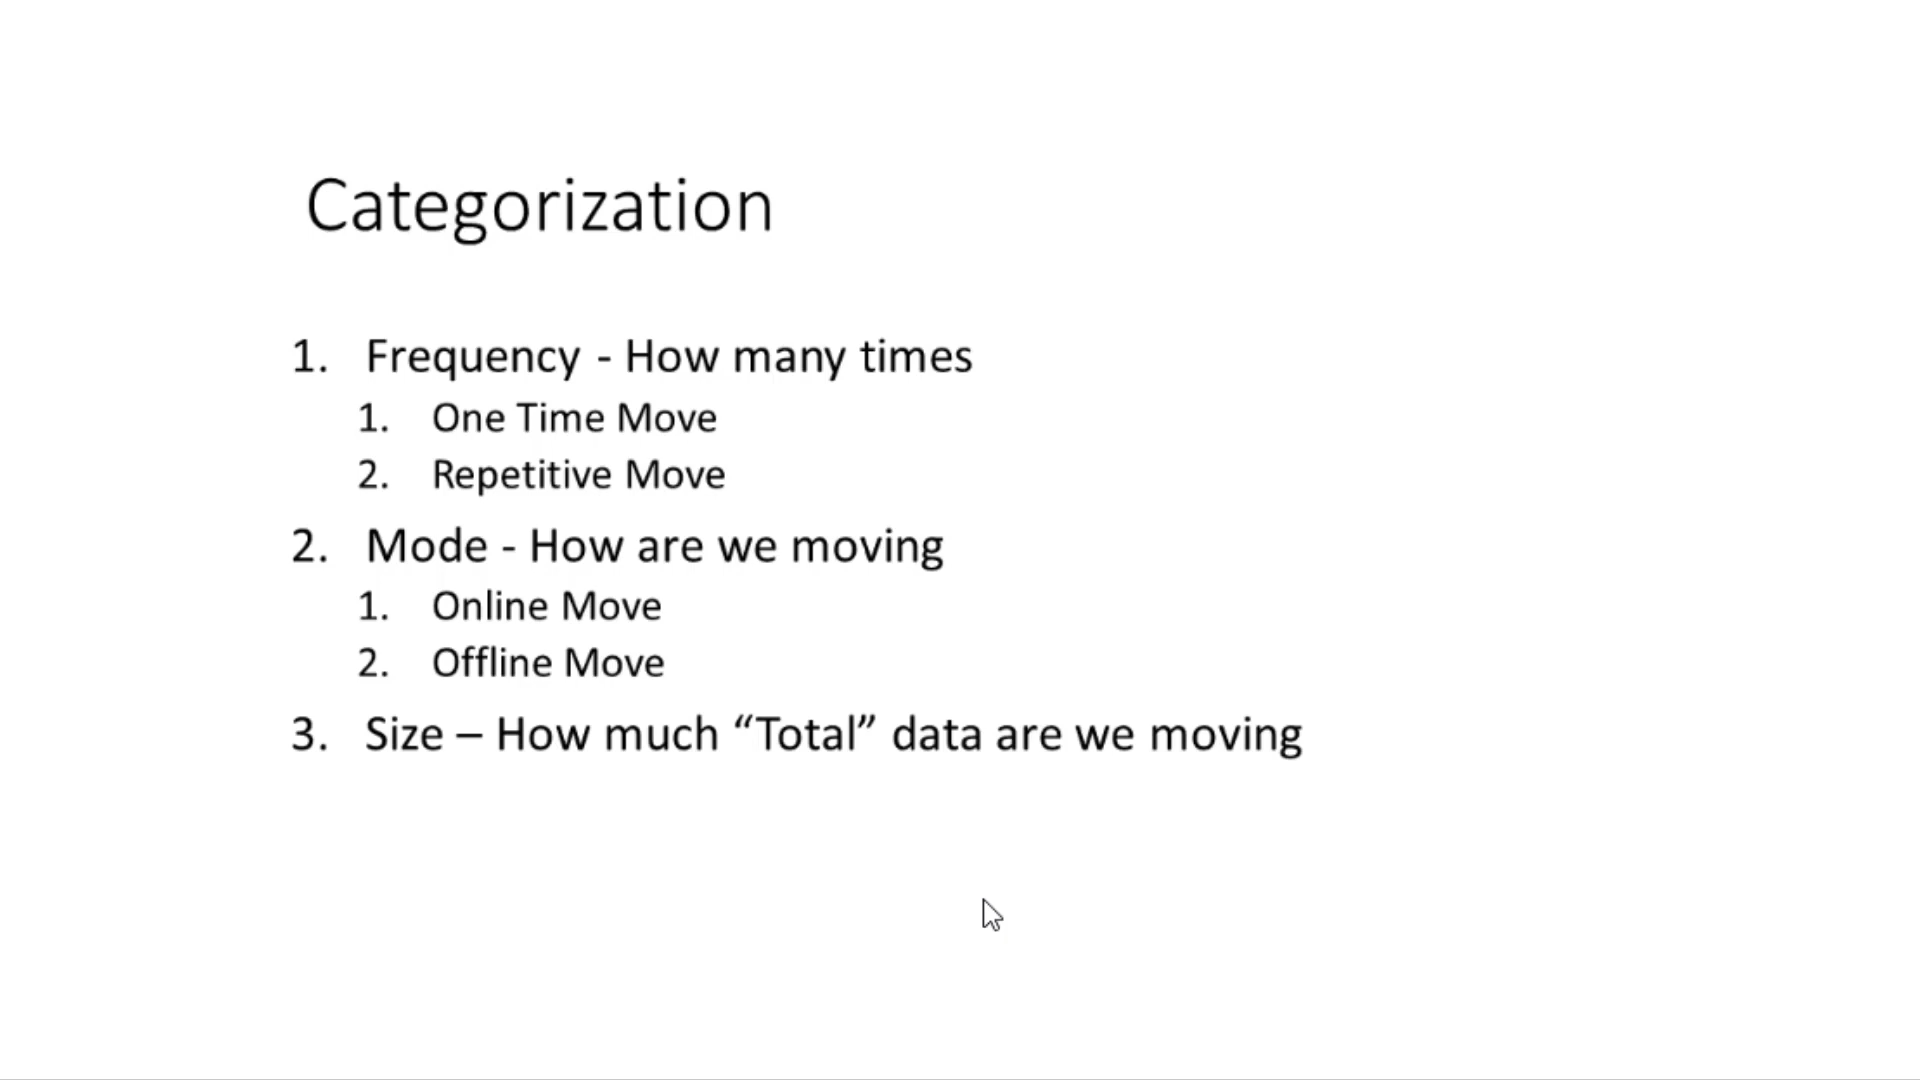 Categorization
1. Frequency - How many times
1. One Time Move
2. Repetitive Move
2. Mode - How are we moving
1. Online Move
2. Offline Move
3. Size – How much “Total” data are we moving